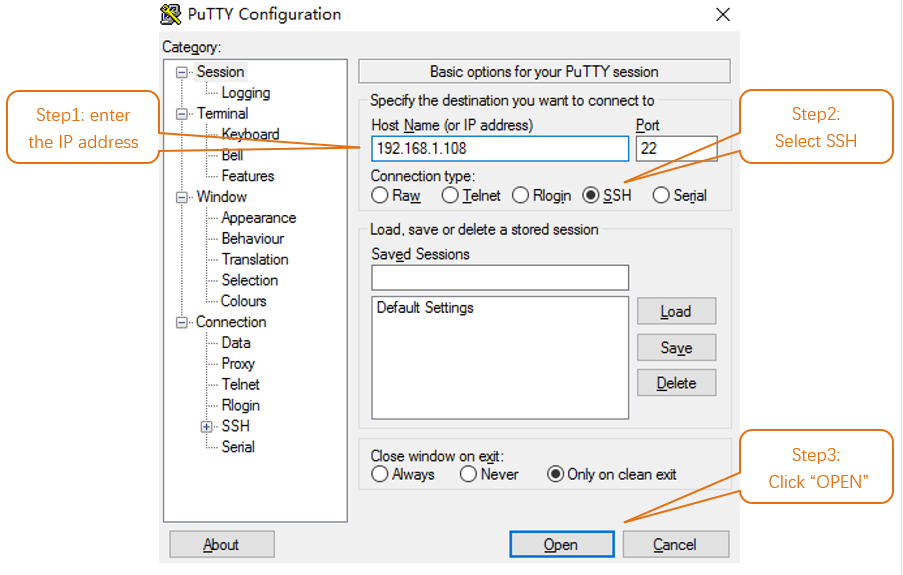 PuTTY Configuration
Category:
Session
Logging
Terminal
Keyboard
Bell
Features
Window
Appearance
Behaviour
Translation
Selection
Colours
Connection
Data
Proxy
Telnet
Rlogin
SSH
Serial
Basic options for your PuTTY session
Specify the destination you want to connect to
Host Name (or IP address) Port
192.168.1.108 22
Connection type:
Raw Telnet Rlogin SSH Serial
Load, save or delete a stored session
Saved Sessions
Default Settings
Load
Save
Delete
Close window on exit:
Always Never Only on clean exit
About Open Cancel
Step1: enter
the IP address
Step2:
Select SSH
Step3:
Click “OPEN”